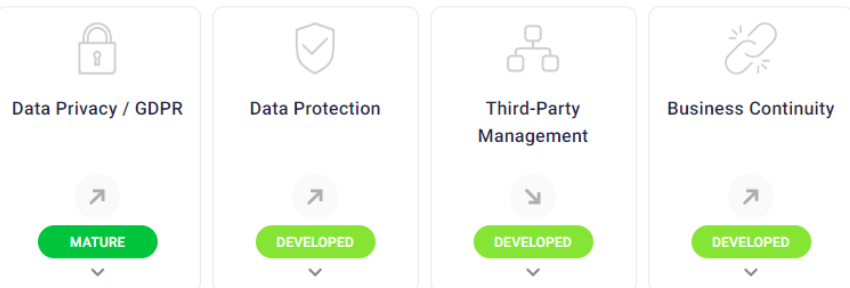 Data Privacy / GDPR
Data Protection
Third-Party
Management
Business Continuity
MATURE
DEVELOPED
DEVELOPED
DEVELOPED